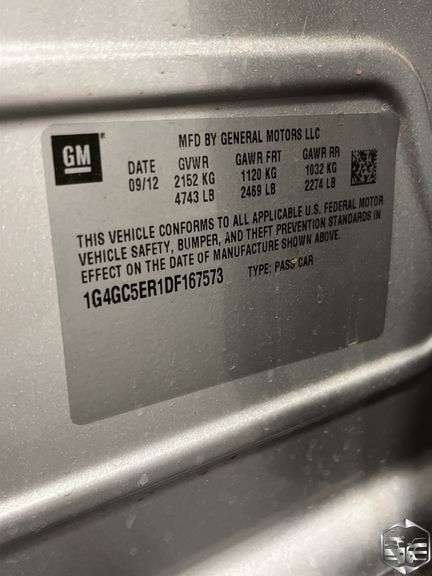 GM
MFD BY GENERAL MOTORS LLC
DATE GVWR GAWR FRT GAWR RR
09/12 2152 KG 1120 KG 1032 KG
4743 LB 2469 LB 2274 LB
THIS VEHICLE CONFORMS TO ALL APPLICABLE U.S. FEDERAL MOTOR
VEHICLE SAFETY, BUMPER, AND THEFT PREVENTION STANDARDS IN
EFFECT ON THE DATE OF MANUFACTURE SHOWN ABOVE.
1G4GC5ER1DF167573 TYPE: PASS CAR